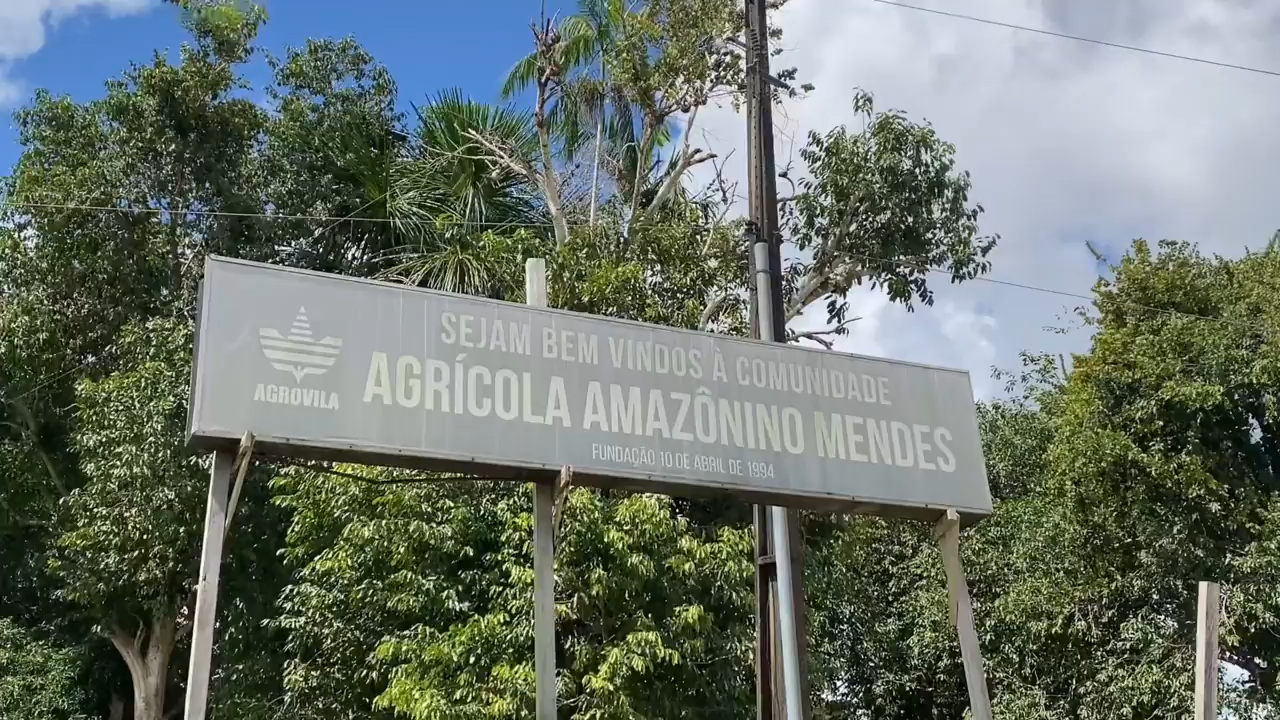 SEJAM BEM VINDOS À COMUNIDADE
AGRÍCOLA AMAZÔNINO MENDES
FUNDAÇÃO 10 DE ABRIL DE 1994
AGROVILA